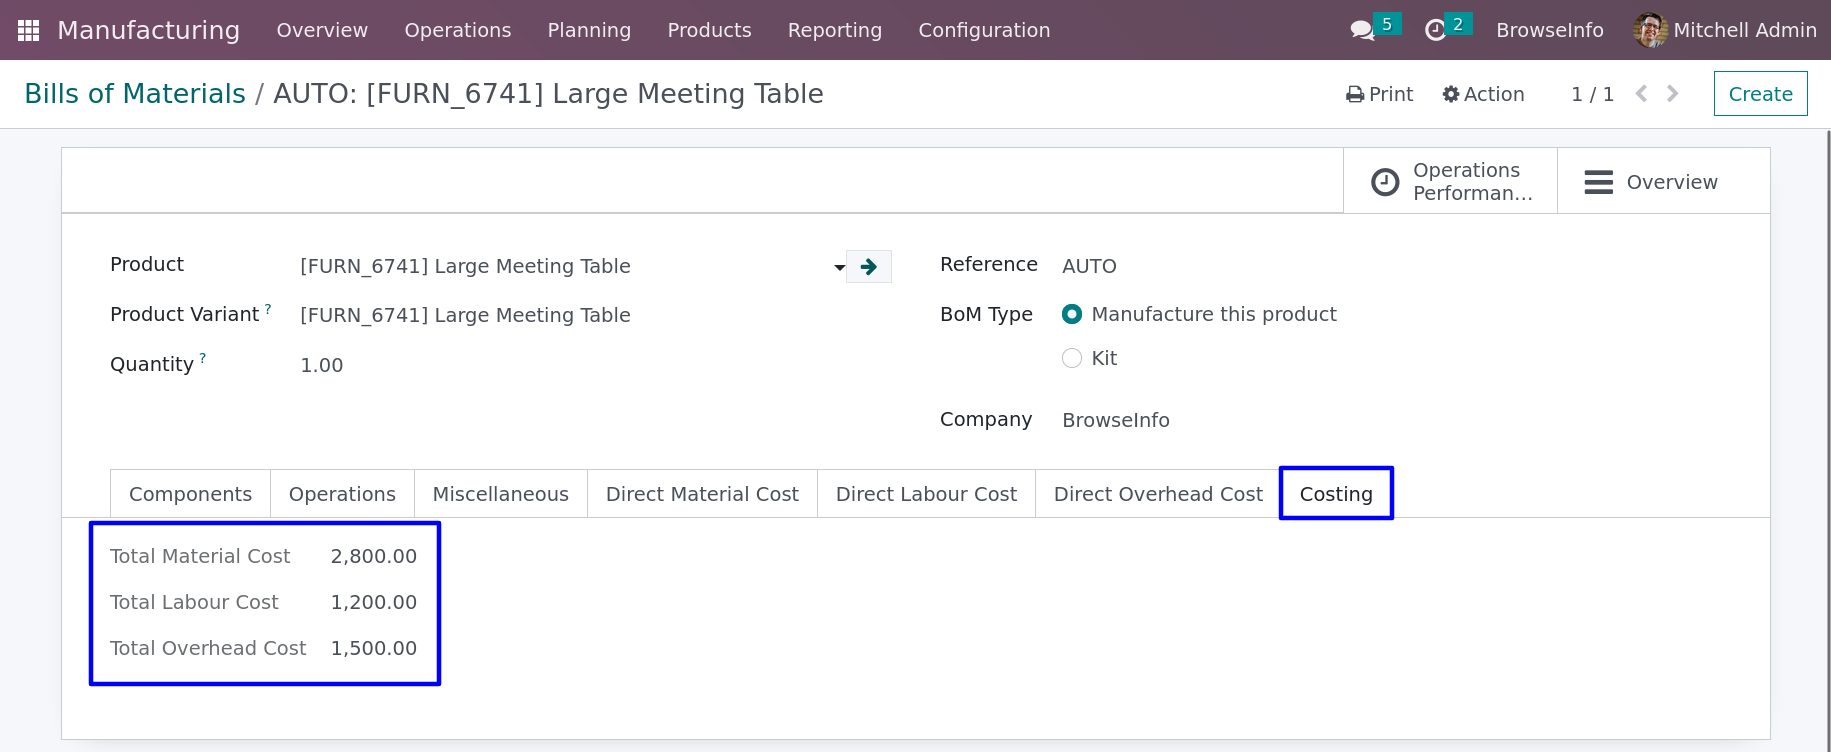 Manufacturing Overview Operations Planning Products Reporting Configuration 5 2 BrowseInfo Mitchell Admin
Bills of Materials / AUTO: [FURN_6741] Large Meeting Table Print Action 1 / 1 Create
Operations
Performan...
Overview
Product [FURN_6741] Large Meeting Table Reference AUTO
Product Variant ? [FURN_6741] Large Meeting Table BoM Type Manufacture this product
Quantity ? 1.00 Kit
Company BrowseInfo
Components Operations Miscellaneous Direct Material Cost Direct Labour Cost Direct Overhead Cost Costing
Total Material Cost 2,800.00
Total Labour Cost 1,200.00
Total Overhead Cost 1,500.00